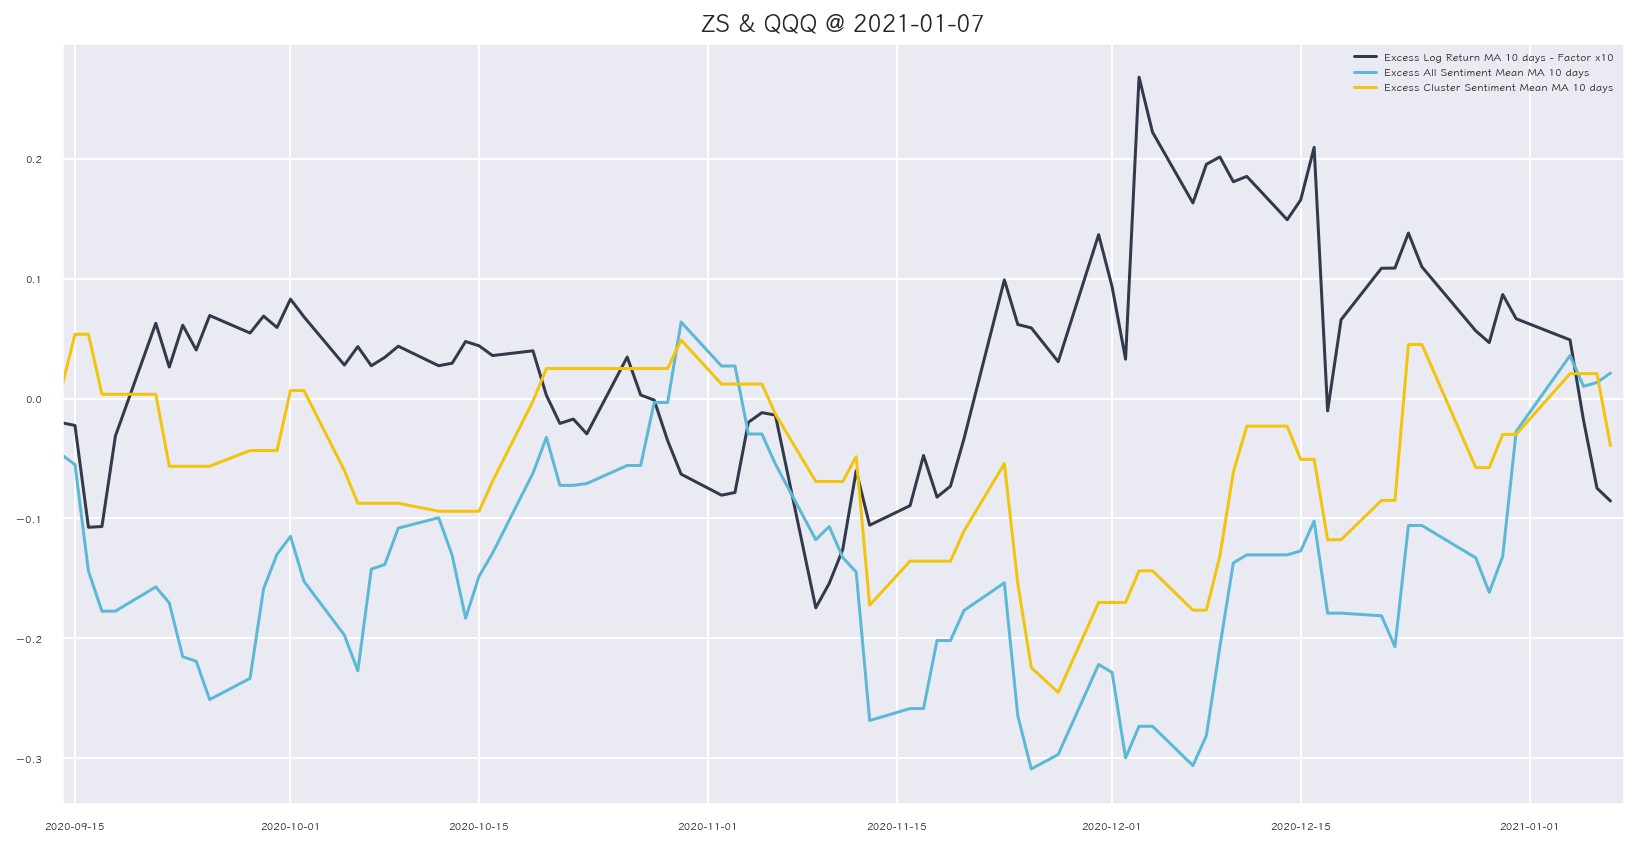 ZS & QQQ @ 2021-01-07
Excess Log Return MA 10 days - Factor x10
Excess All Sentiment Mean MA 10 days
Excess Cluster Sentiment Mean MA 10 days
0.2
0.1
0.0
−0.1
−0.2
−0.3
2020-09-15 2020-10-01 2020-10-15 2020-11-01 2020-11-15 2020-12-01 2020-12-15 2021-01-01